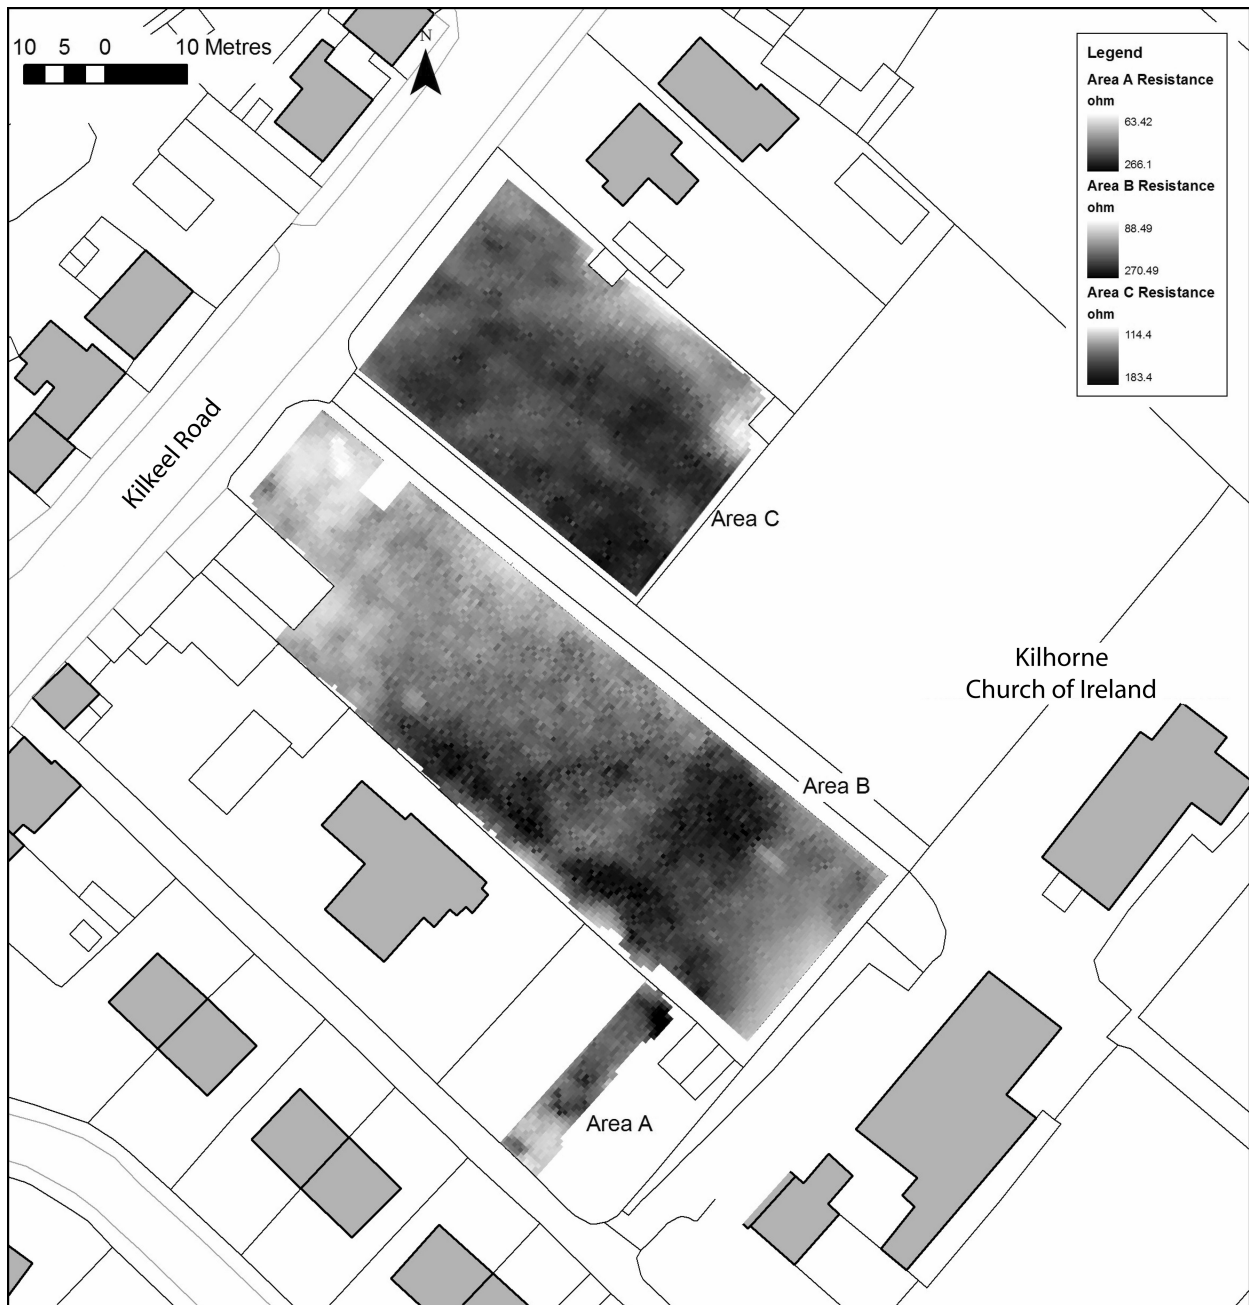 10 5 0 10 Metres
N
Legend
Area A Resistance
ohm
63.42
266.1
Area B Resistance
ohm
88.49
270.49
Area C Resistance
ohm
114.4
183.4
Kilkeel Road
Area C
Kilhorne
Church of Ireland
Area B
Area A